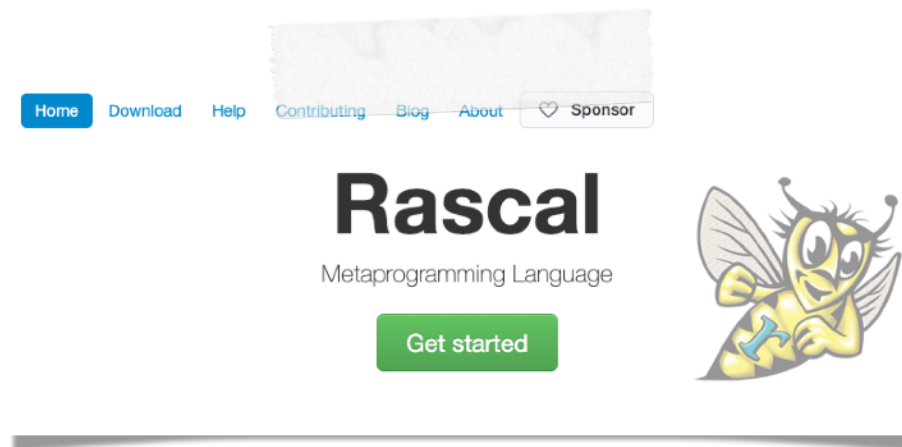 Home Download Help Contributing Blog About Sponsor
Rascal
Metaprogramming Language
Get started
r